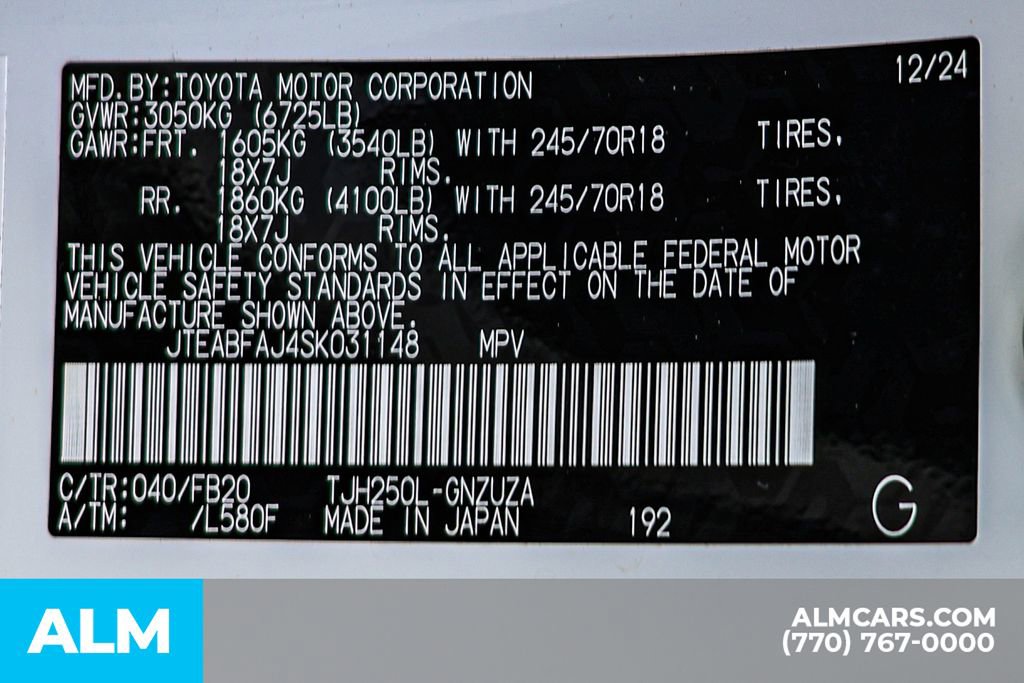 12/24
MFD.BY:TOYOTA MOTOR CORPORATION
GVWR:3050KG (6725LB)
GAWR:FRT. 1605KG (3540LB) WITH 245/70R18 TIRES.
18X7J RIMS.
RR. 1860KG (4100LB) WITH 245/70R18 TIRES.
18X7J RIMS.
THIS VEHICLE CONFORMS TO ALL APPLICABLE FEDERAL MOTOR
VEHICLE SAFETY STANDARDS IN EFFECT ON THE DATE OF
MANUFACTURE SHOWN ABOVE.
JTEABFAJ4SK031148 MPV
C/TR:040/FB20 TJH250L-GNZUZA
A/TM: /L580F MADE IN JAPAN 192
G
ALM
ALMCARS.COM
(770) 767-0000